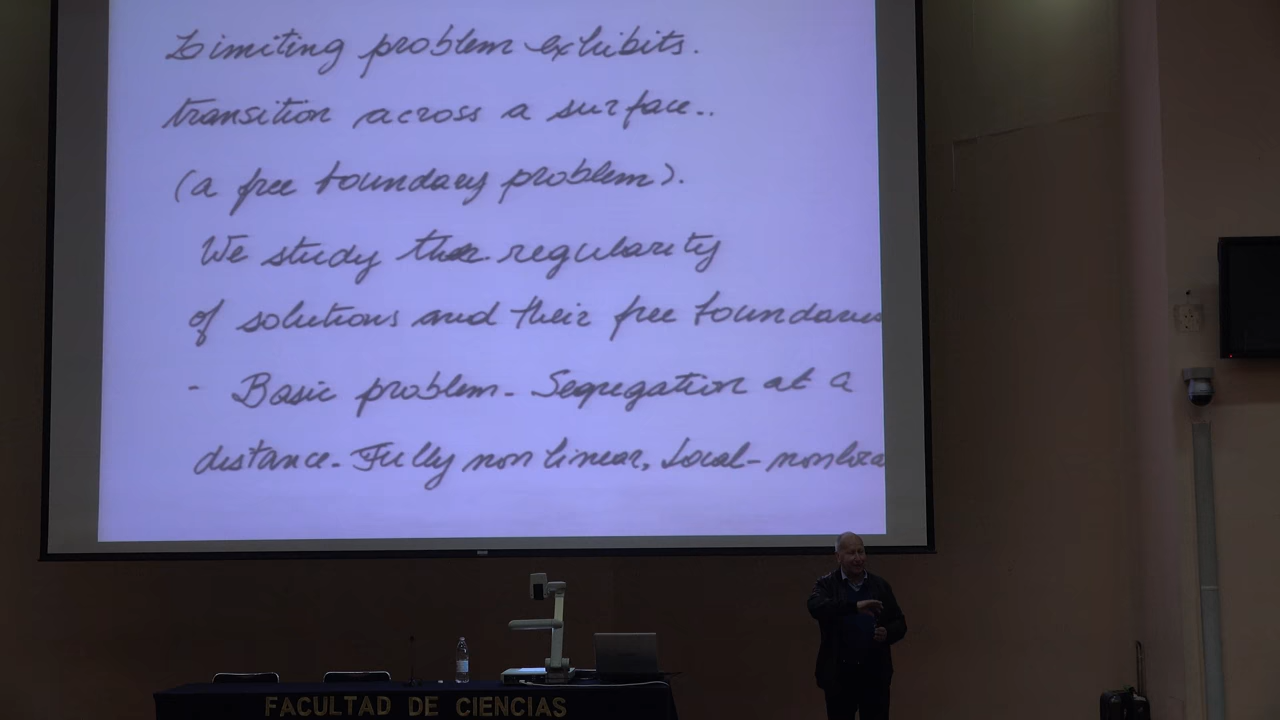 Limiting problem exhibits.
transition across a surface..
(a free boundary problem).
We study the regularity
of solutions and their free boundaries
- Basic problem - Segregation at a
distance - Fully non linear, Local - nonloca
FACULTAD DE CIENCIAS